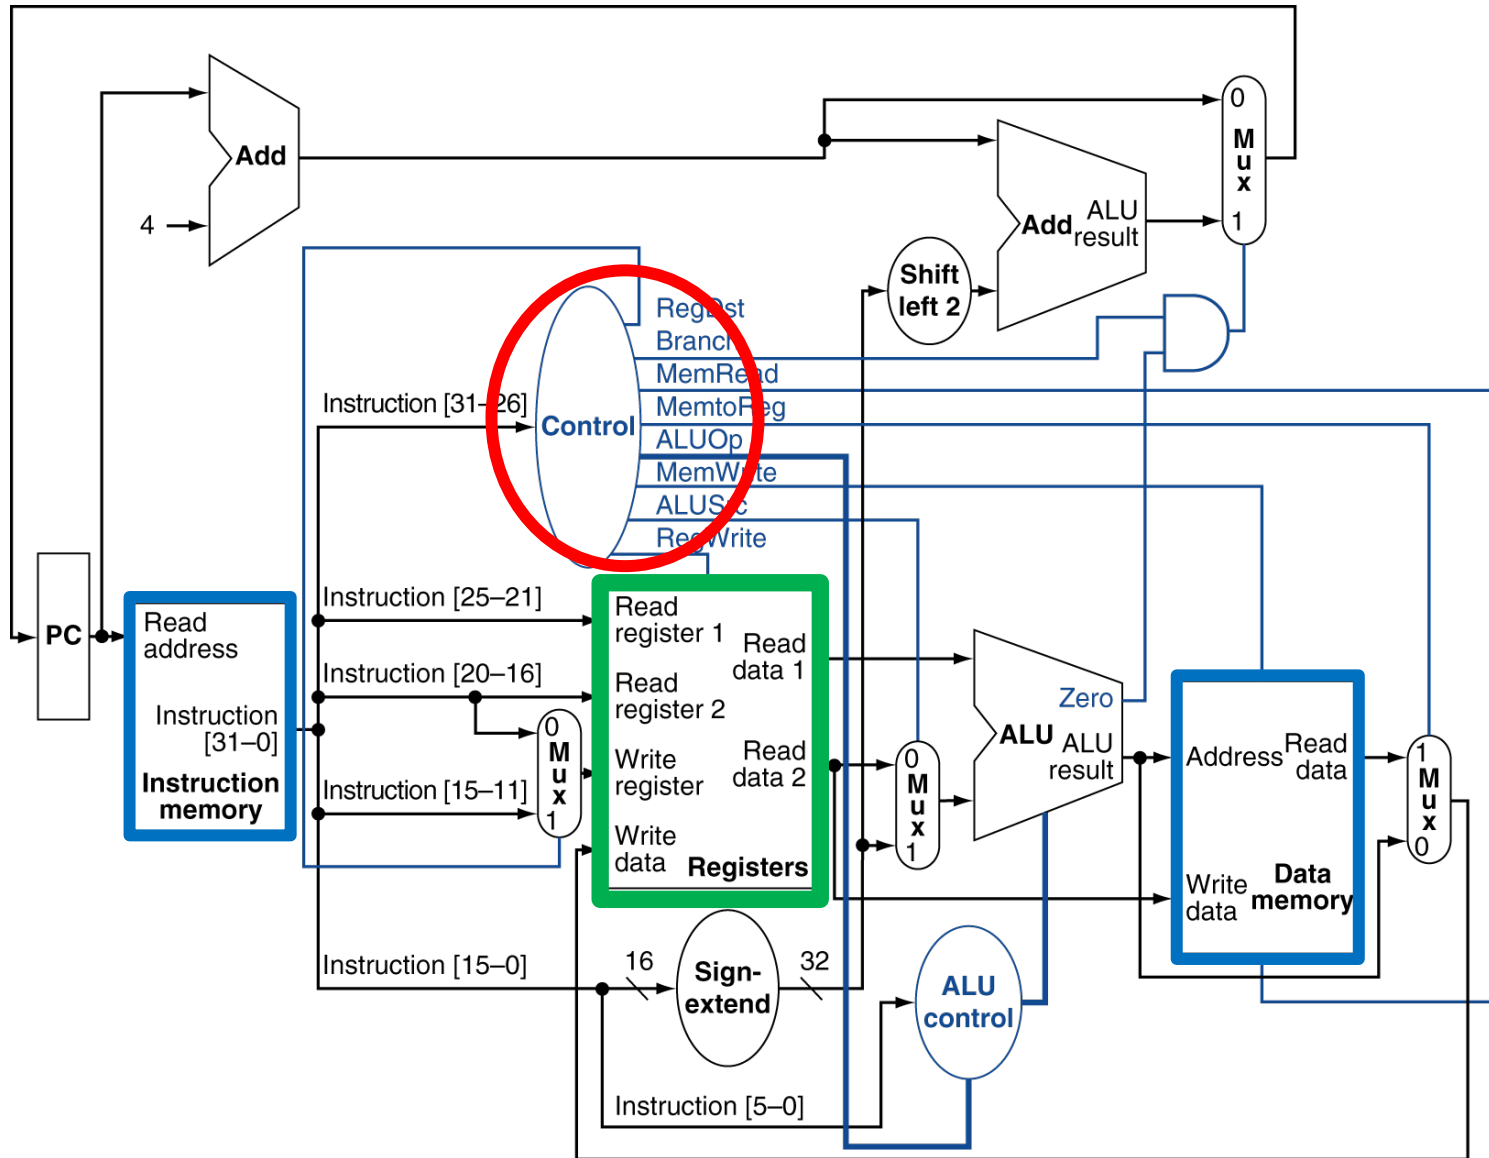 Add
4
0
M
u
x
1
Add
ALU
result
Shift
left 2
RegDst
Branch
MemRead
MemtoReg
ALUOp
MemWrite
ALUSrc
RegWrite
Control
Instruction [31–26]
Instruction [25–21]
Instruction [20–16]
Instruction [15–11]
Instruction [15–0]
Instruction [5–0]
PC
Read
address
Instruction
[31–0]
Instruction
memory
0
M
u
x
1
Read
register 1
Read
register 2
Write
register
Write
data
Read
data 1
Read
data 2
Registers
16
Sign-
extend
32
0
M
u
x
1
Zero
ALU
ALU
result
ALU
control
Address
Read
data
Write
data
Data
memory
1
M
u
x
0